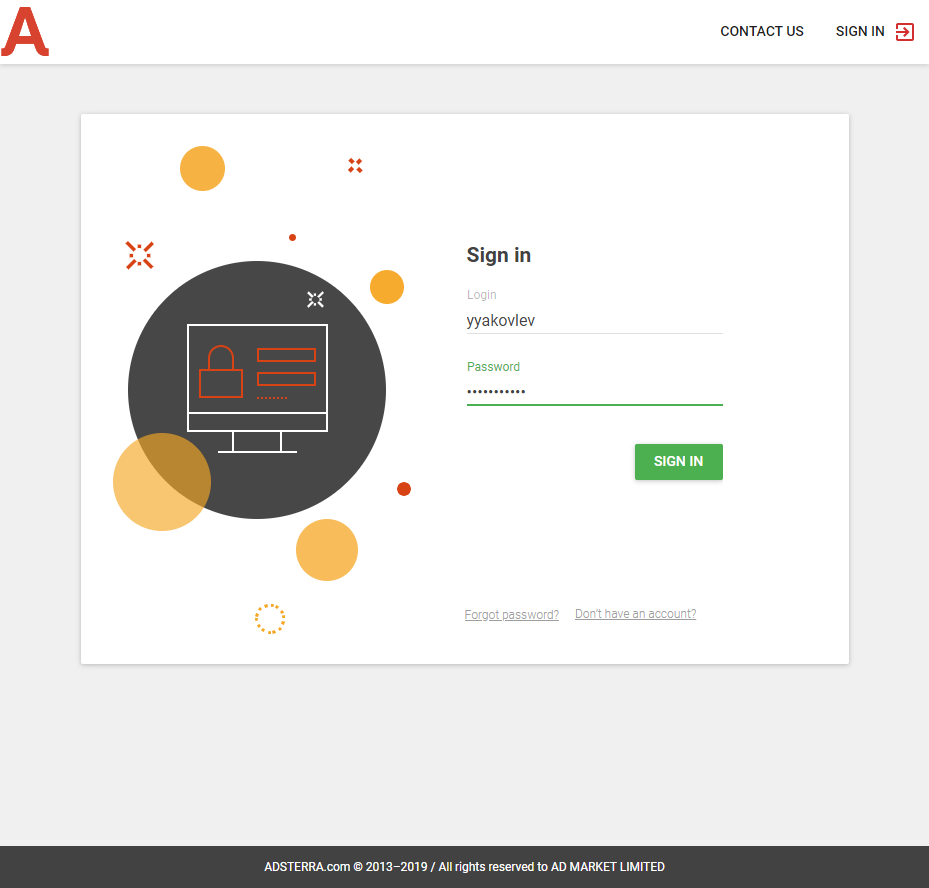 A
CONTACT US
SIGN IN
Sign in
Login
yyakovlev
Password
•••••••••••
SIGN IN
Forgot password?
Don't have an account?
ADSTERRA.com © 2013–2019 / All rights reserved to AD MARKET LIMITED